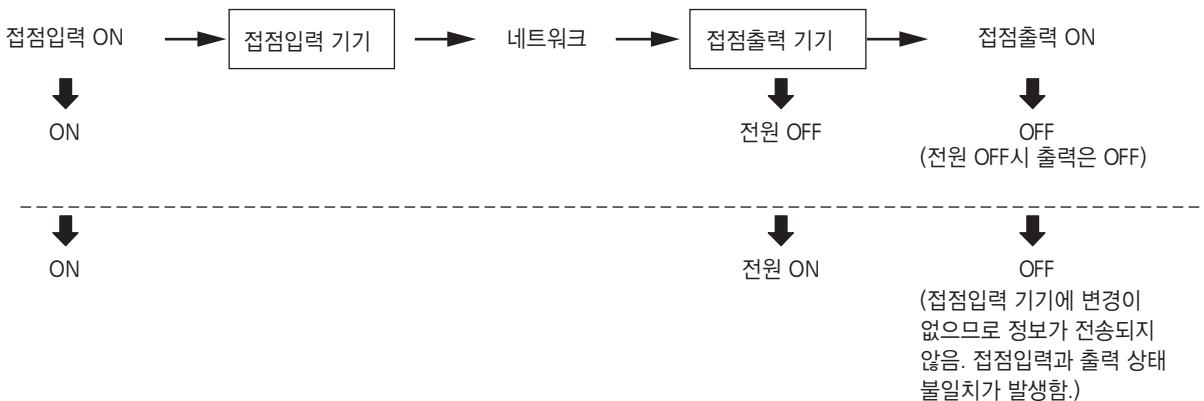 접점입력 ON
접점입력 기기
네트워크
접점출력 기기
접점출력 ON
ON
전원 OFF
OFF
(전원 OFF시 출력은 OFF)
ON
전원 ON
OFF
(접점입력 기기에 변경이
없으므로 정보가 전송되지
않음. 접점입력과 출력 상태
불일치가 발생함.)